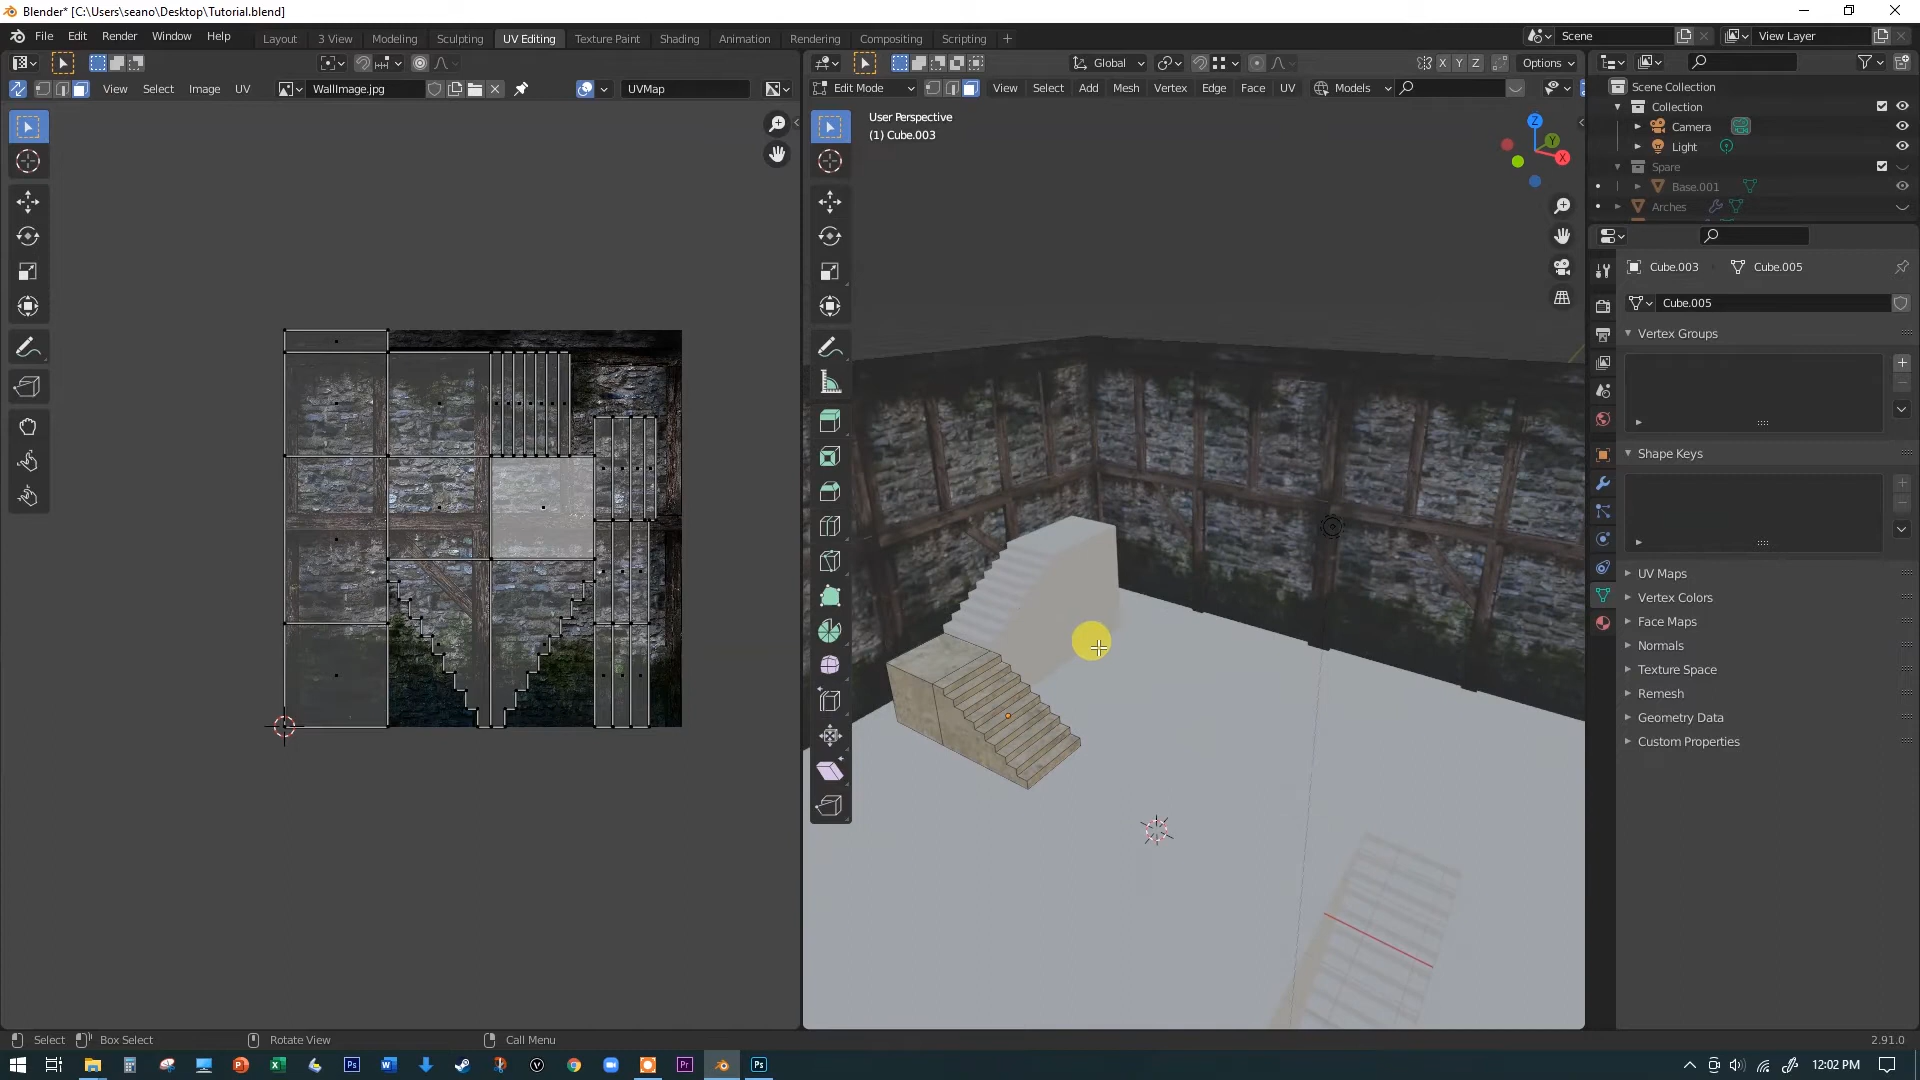 Blender* [C:\Users\seano\Desktop\Tutorial.blend]
File Edit Render Window Help Layout 3 View Modeling Sculpting UV Editing Texture Paint Shading Animation Rendering Compositing Scripting + Scene View Layer
Global X Y Z Options
View Select Image UV WallImage.jpg UVMap Edit Mode View Select Add Mesh Vertex Edge Face UV Models
Scene Collection
Collection
Camera
Light
Spare
Base.001
Arches
User Perspective
(1) Cube.003
Z
Y
X
Cube.003 Cube.005
Cube.005
Vertex Groups
Shape Keys
UV Maps
Vertex Colors
Face Maps
Normals
Texture Space
Remesh
Geometry Data
Custom Properties
Select Box Select Rotate View Call Menu 2.91.0
12:02 PM